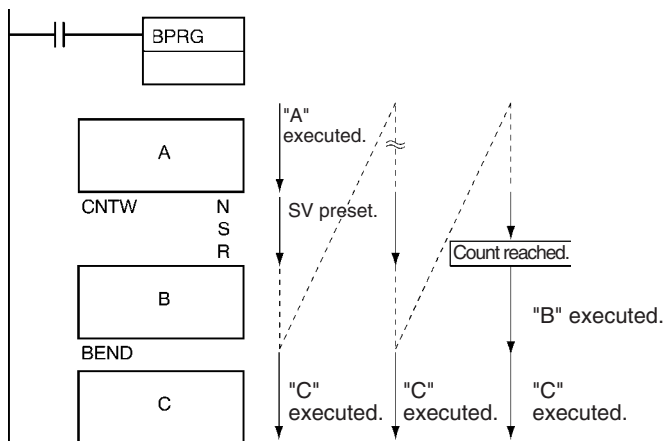 BPRG
"A"
executed.
A
CNTW N
S
R
SV preset.
Count reached.
B
"B" executed.
BEND
C
"C"
executed.
"C"
executed.
"C"
executed.